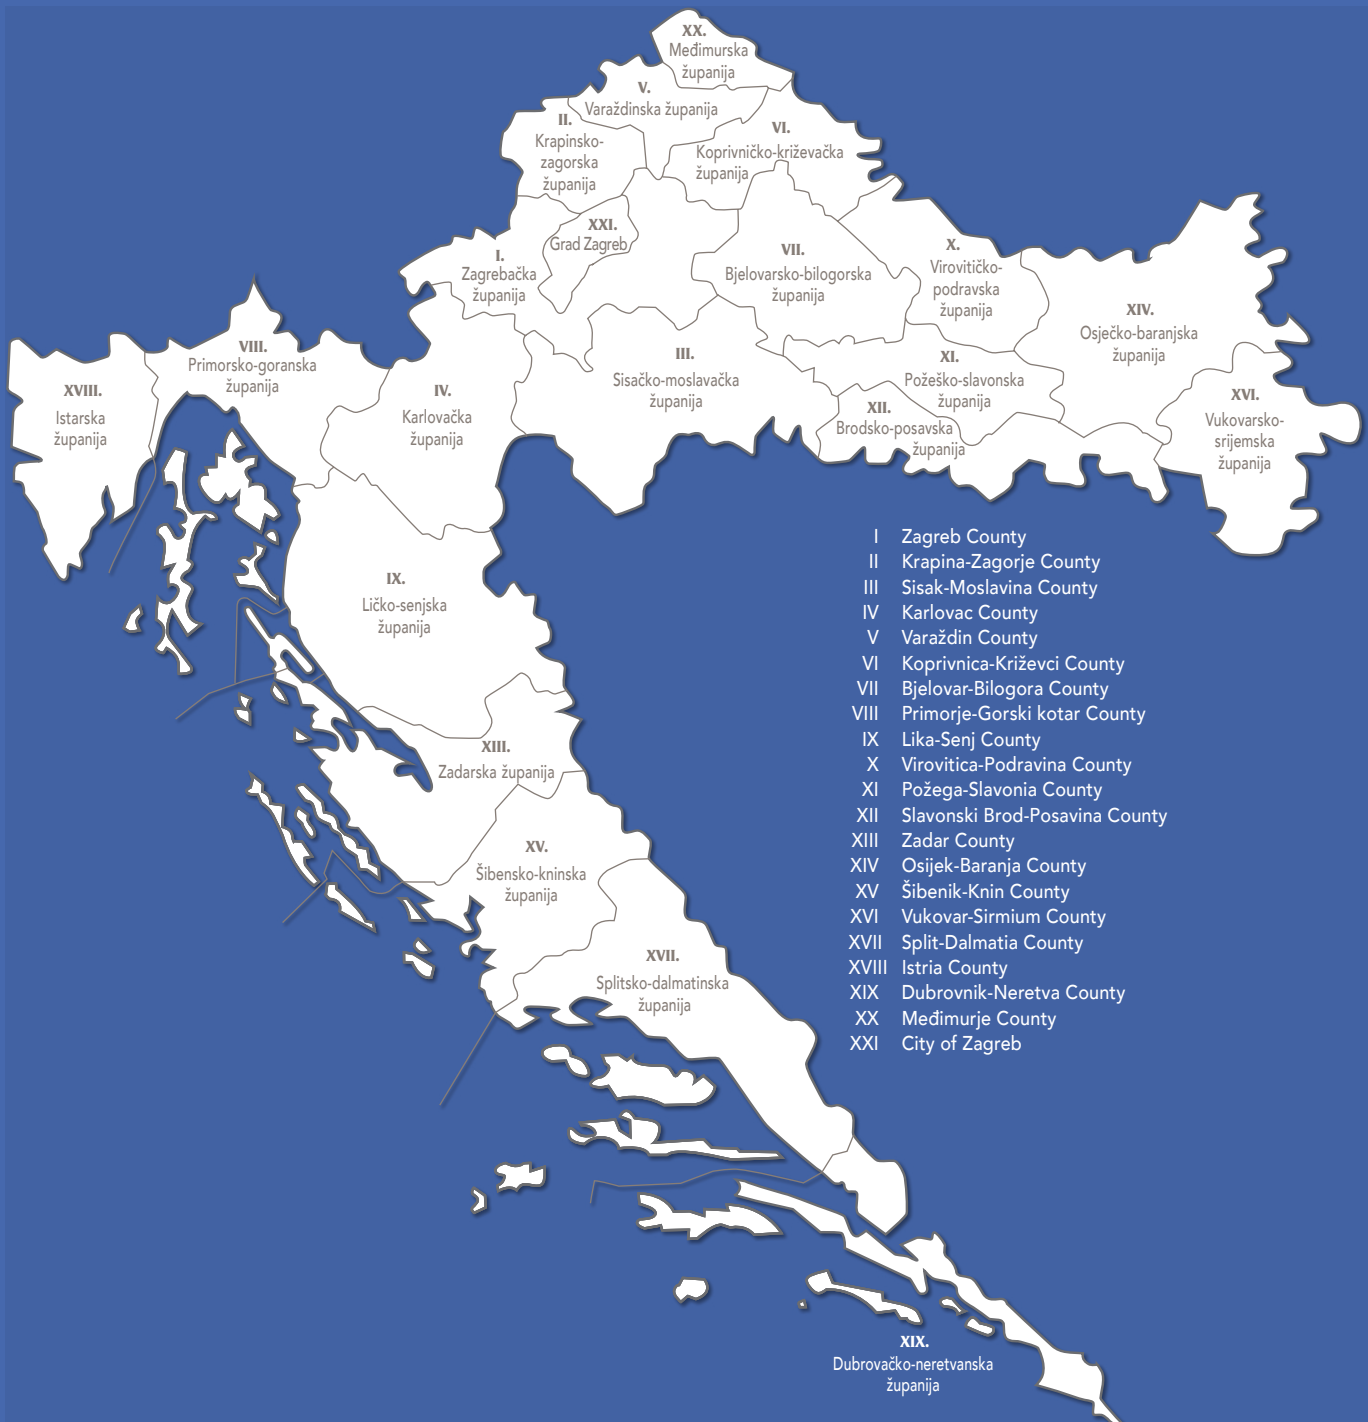 XX.
Međimurska
županija
V.
Varaždinska županija
II.
Krapinsko-
zagorska
županija
VI.
Koprivničko-križevačka
županija
XXI.
Grad Zagreb
I.
Zagrebačka
županija
VII.
Bjelovarsko-bilogorska
županija
X.
Virovitičko-
podravska
županija
XIV.
Osječko-baranjska
županija
VIII.
Primorsko-goranska
županija
III.
Sisačko-moslavačka
županija
XI.
Požeško-slavonska
županija
XVIII.
Istarska
županija
IV.
Karlovačka
županija
XII.
Brodsko-posavska
županija
XVI.
Vukovarsko-
srijemska
županija
IX.
Ličko-senjska
županija
XIII.
Zadarska županija
XV.
Šibensko-kninska
županija
XVII.
Splitsko-dalmatinska
županija
I Zagreb County
II Krapina-Zagorje County
III Sisak-Moslavina County
IV Karlovac County
V Varaždin County
VI Koprivnica-Križevci County
VII Bjelovar-Bilogora County
VIII Primorje-Gorski kotar County
IX Lika-Senj County
X Virovitica-Podravina County
XI Požega-Slavonia County
XII Slavonski Brod-Posavina County
XIII Zadar County
XIV Osijek-Baranja County
XV Šibenik-Knin County
XVI Vukovar-Sirmium County
XVII Split-Dalmatia County
XVIII Istria County
XIX Dubrovnik-Neretva County
XX Međimurje County
XXI City of Zagreb
XIX.
Dubrovačko-neretvanska
županija